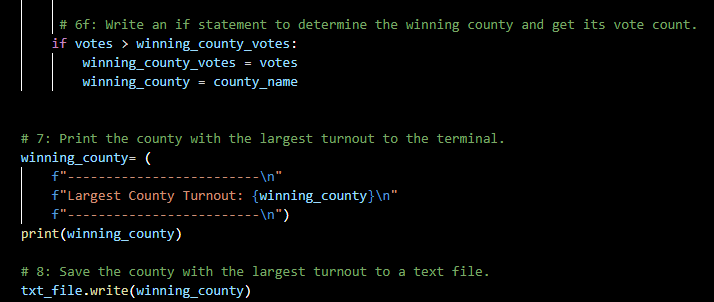 # 6f: Write an if statement to determine the winning county and get its vote count.
if votes > winning_county_votes:
winning_county_votes = votes
winning_county = county_name
# 7: Print the county with the largest turnout to the terminal.
winning_county= (
f"-------------------------\n"
f"Largest County Turnout: {winning_county}\n"
f"-------------------------\n")
print(winning_county)
# 8: Save the county with the largest turnout to a text file.
txt_file.write(winning_county)